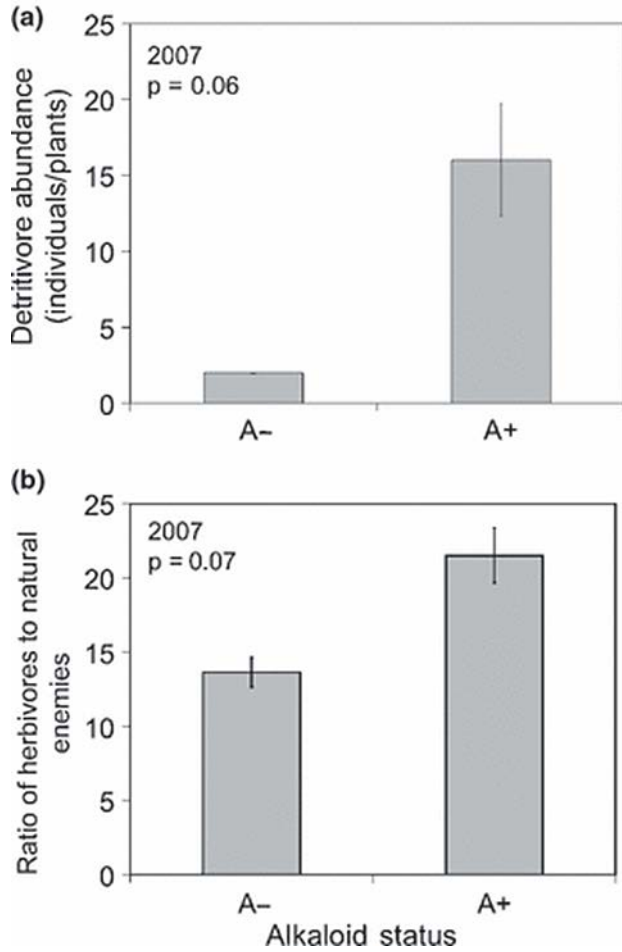 (a)
25
20
15
10
5
0
2007
p = 0.06
Detritivore abundance
(individuals/plants)
A–
A+
(b)
25
20
15
10
5
0
2007
p = 0.07
Ratio of herbivores to natural
enemies
A–
A+
Alkaloid status